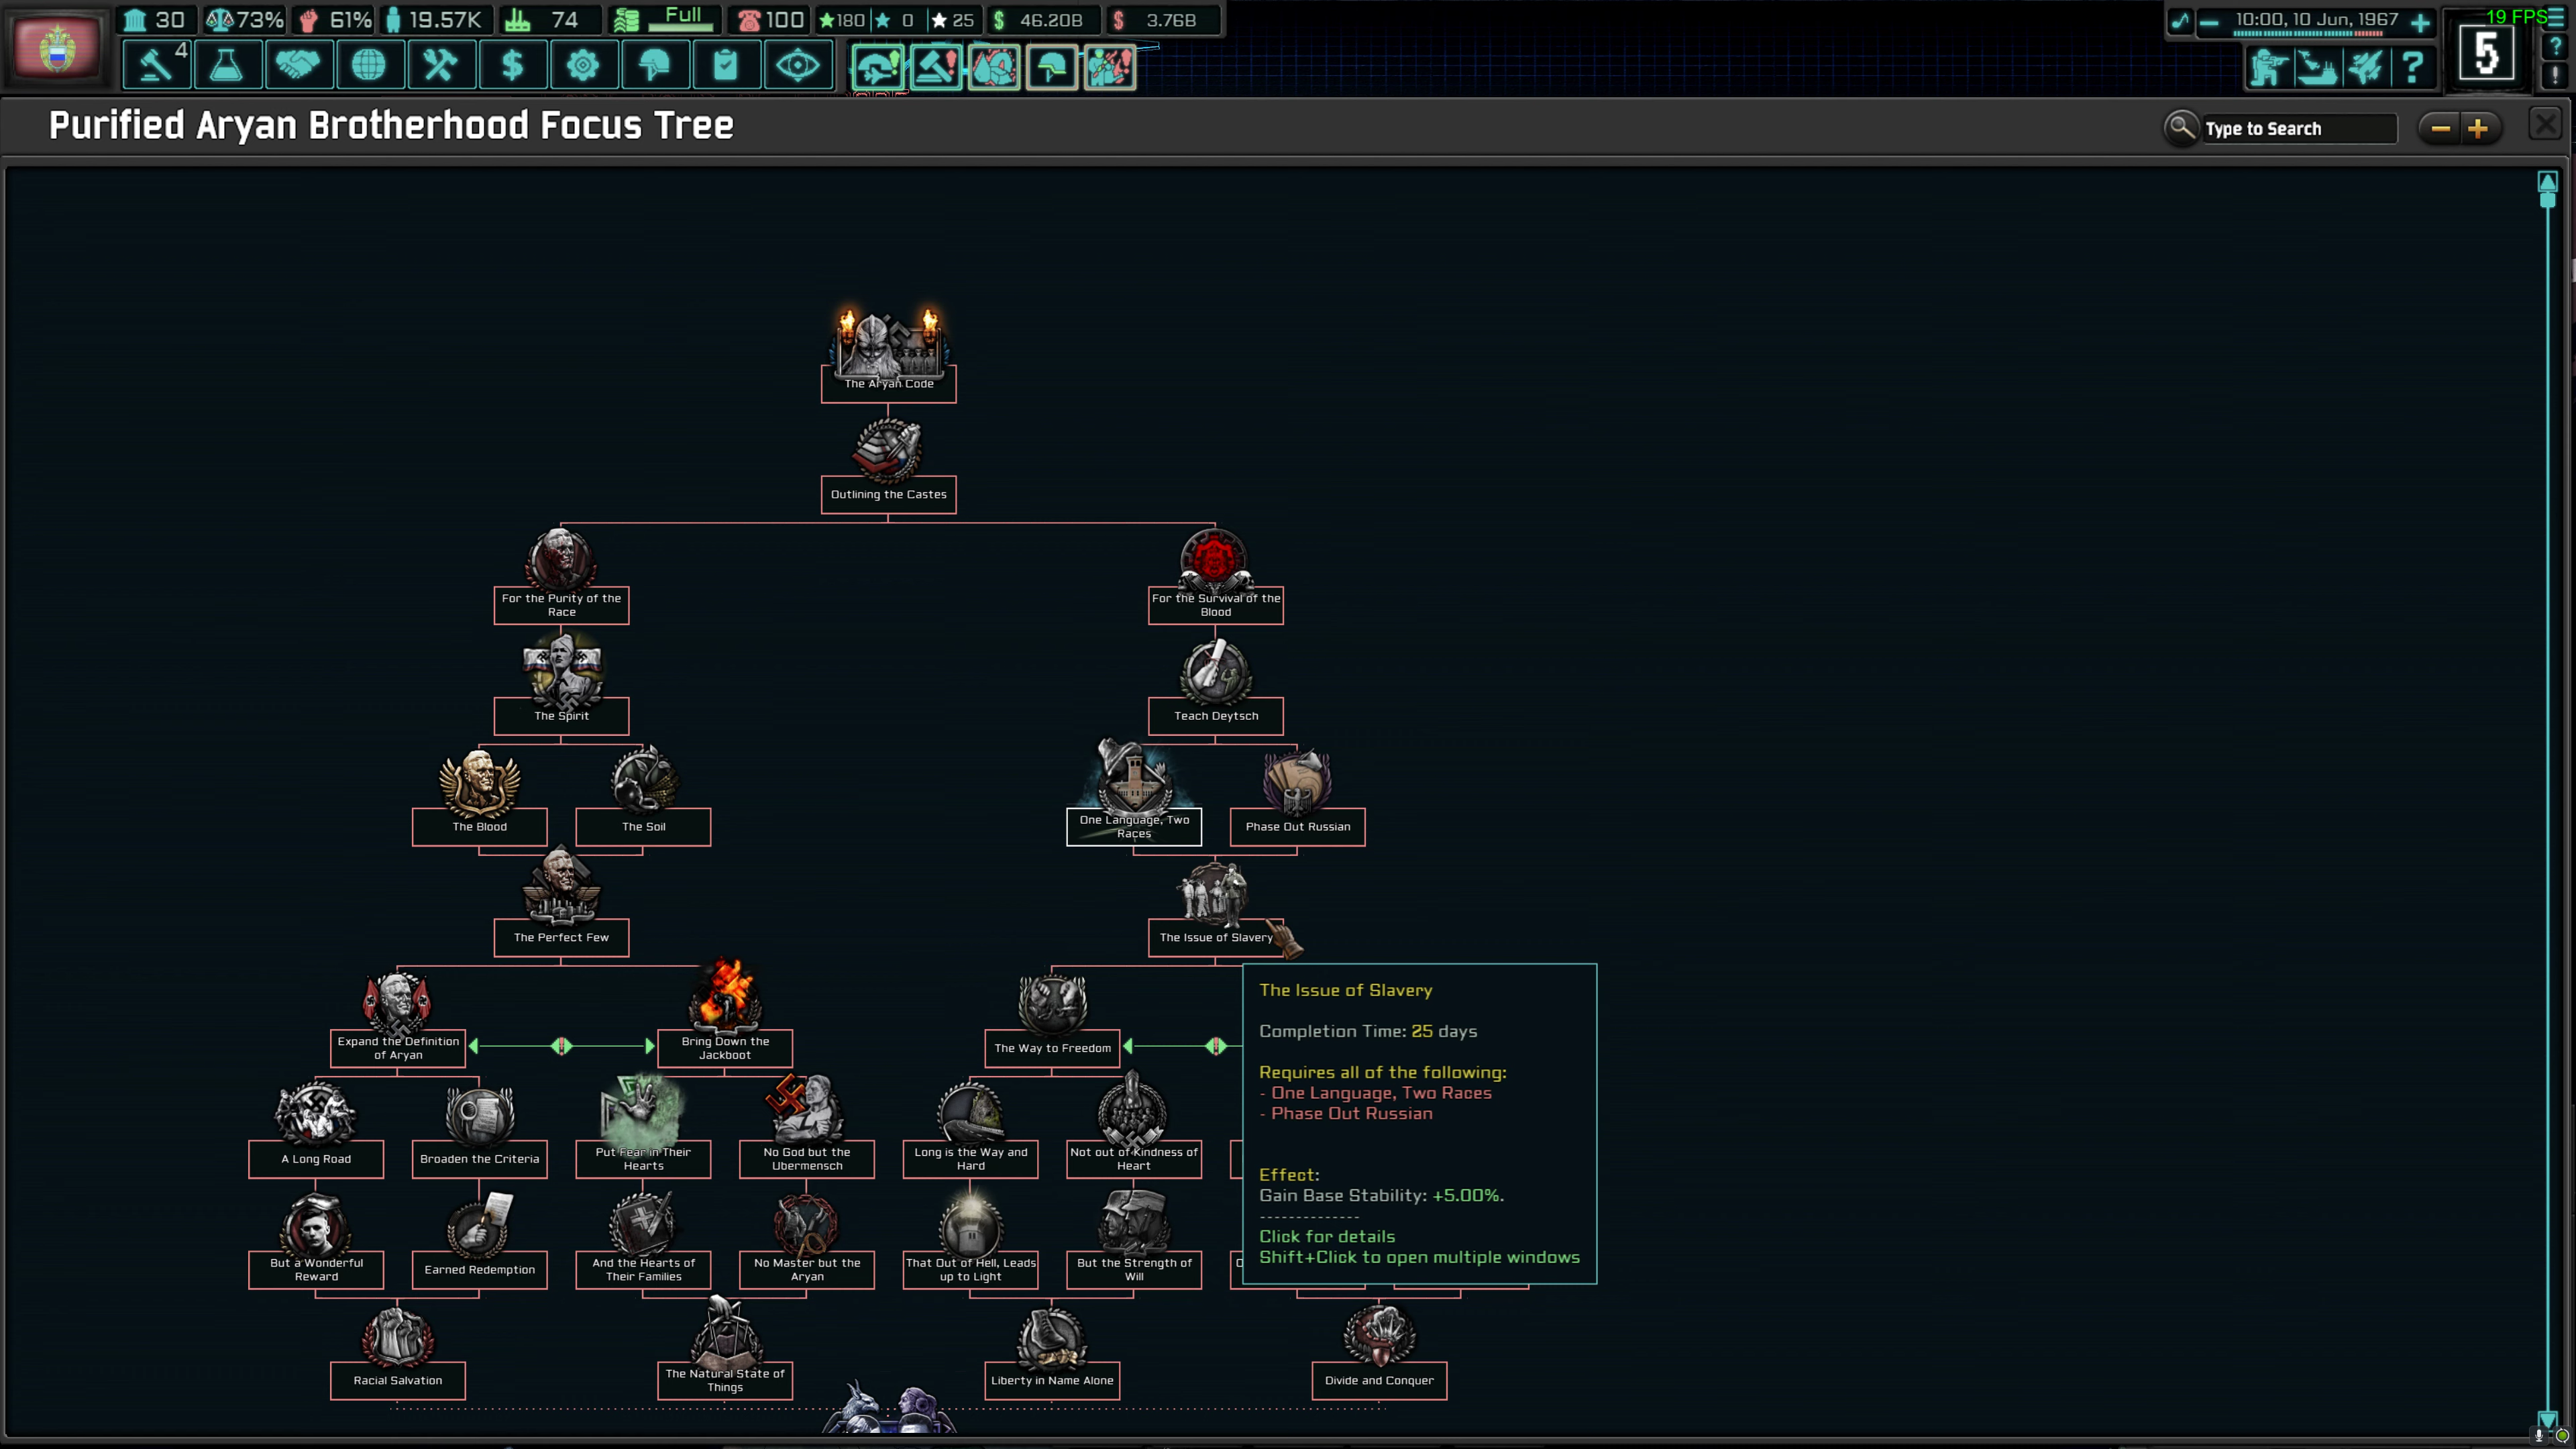 30
73%
61%
19.57K
74
Full
100
180
0
25
$ 46.20B
$ 3.76B
10:00, 10 Jun, 1967
19 FPS
5
4
Purified Aryan Brotherhood Focus Tree
Type to Search
The Aryan Code
Outlining the Castes
For the Purity of the
Race
For the Survival of the
Blood
The Spirit
Teach Deytsch
The Blood
The Soil
One Language, Two
Races
Phase Out Russian
The Perfect Few
The Issue of Slavery
Expand the Definition
of Aryan
Bring Down the
Jackboot
The Way to Freedom
The Issue of Slavery
Completion Time: 25 days
Requires all of the following:
- One Language, Two Races
- Phase Out Russian
Effect:
Gain Base Stability: +5.00%.
--------------
Click for details
Shift+Click to open multiple windows
A Long Road
Broaden the Criteria
Put Fear in Their
Hearts
No God but the
Ubermensch
Long is the Way and
Hard
Not out of Kindness of
Heart
But a Wonderful
Reward
Earned Redemption
And the Hearts of
Their Families
No Master but the
Aryan
That Out of Hell, Leads
up to Light
But the Strength of
Will
Racial Salvation
The Natural State of
Things
Liberty in Name Alone
Divide and Conquer